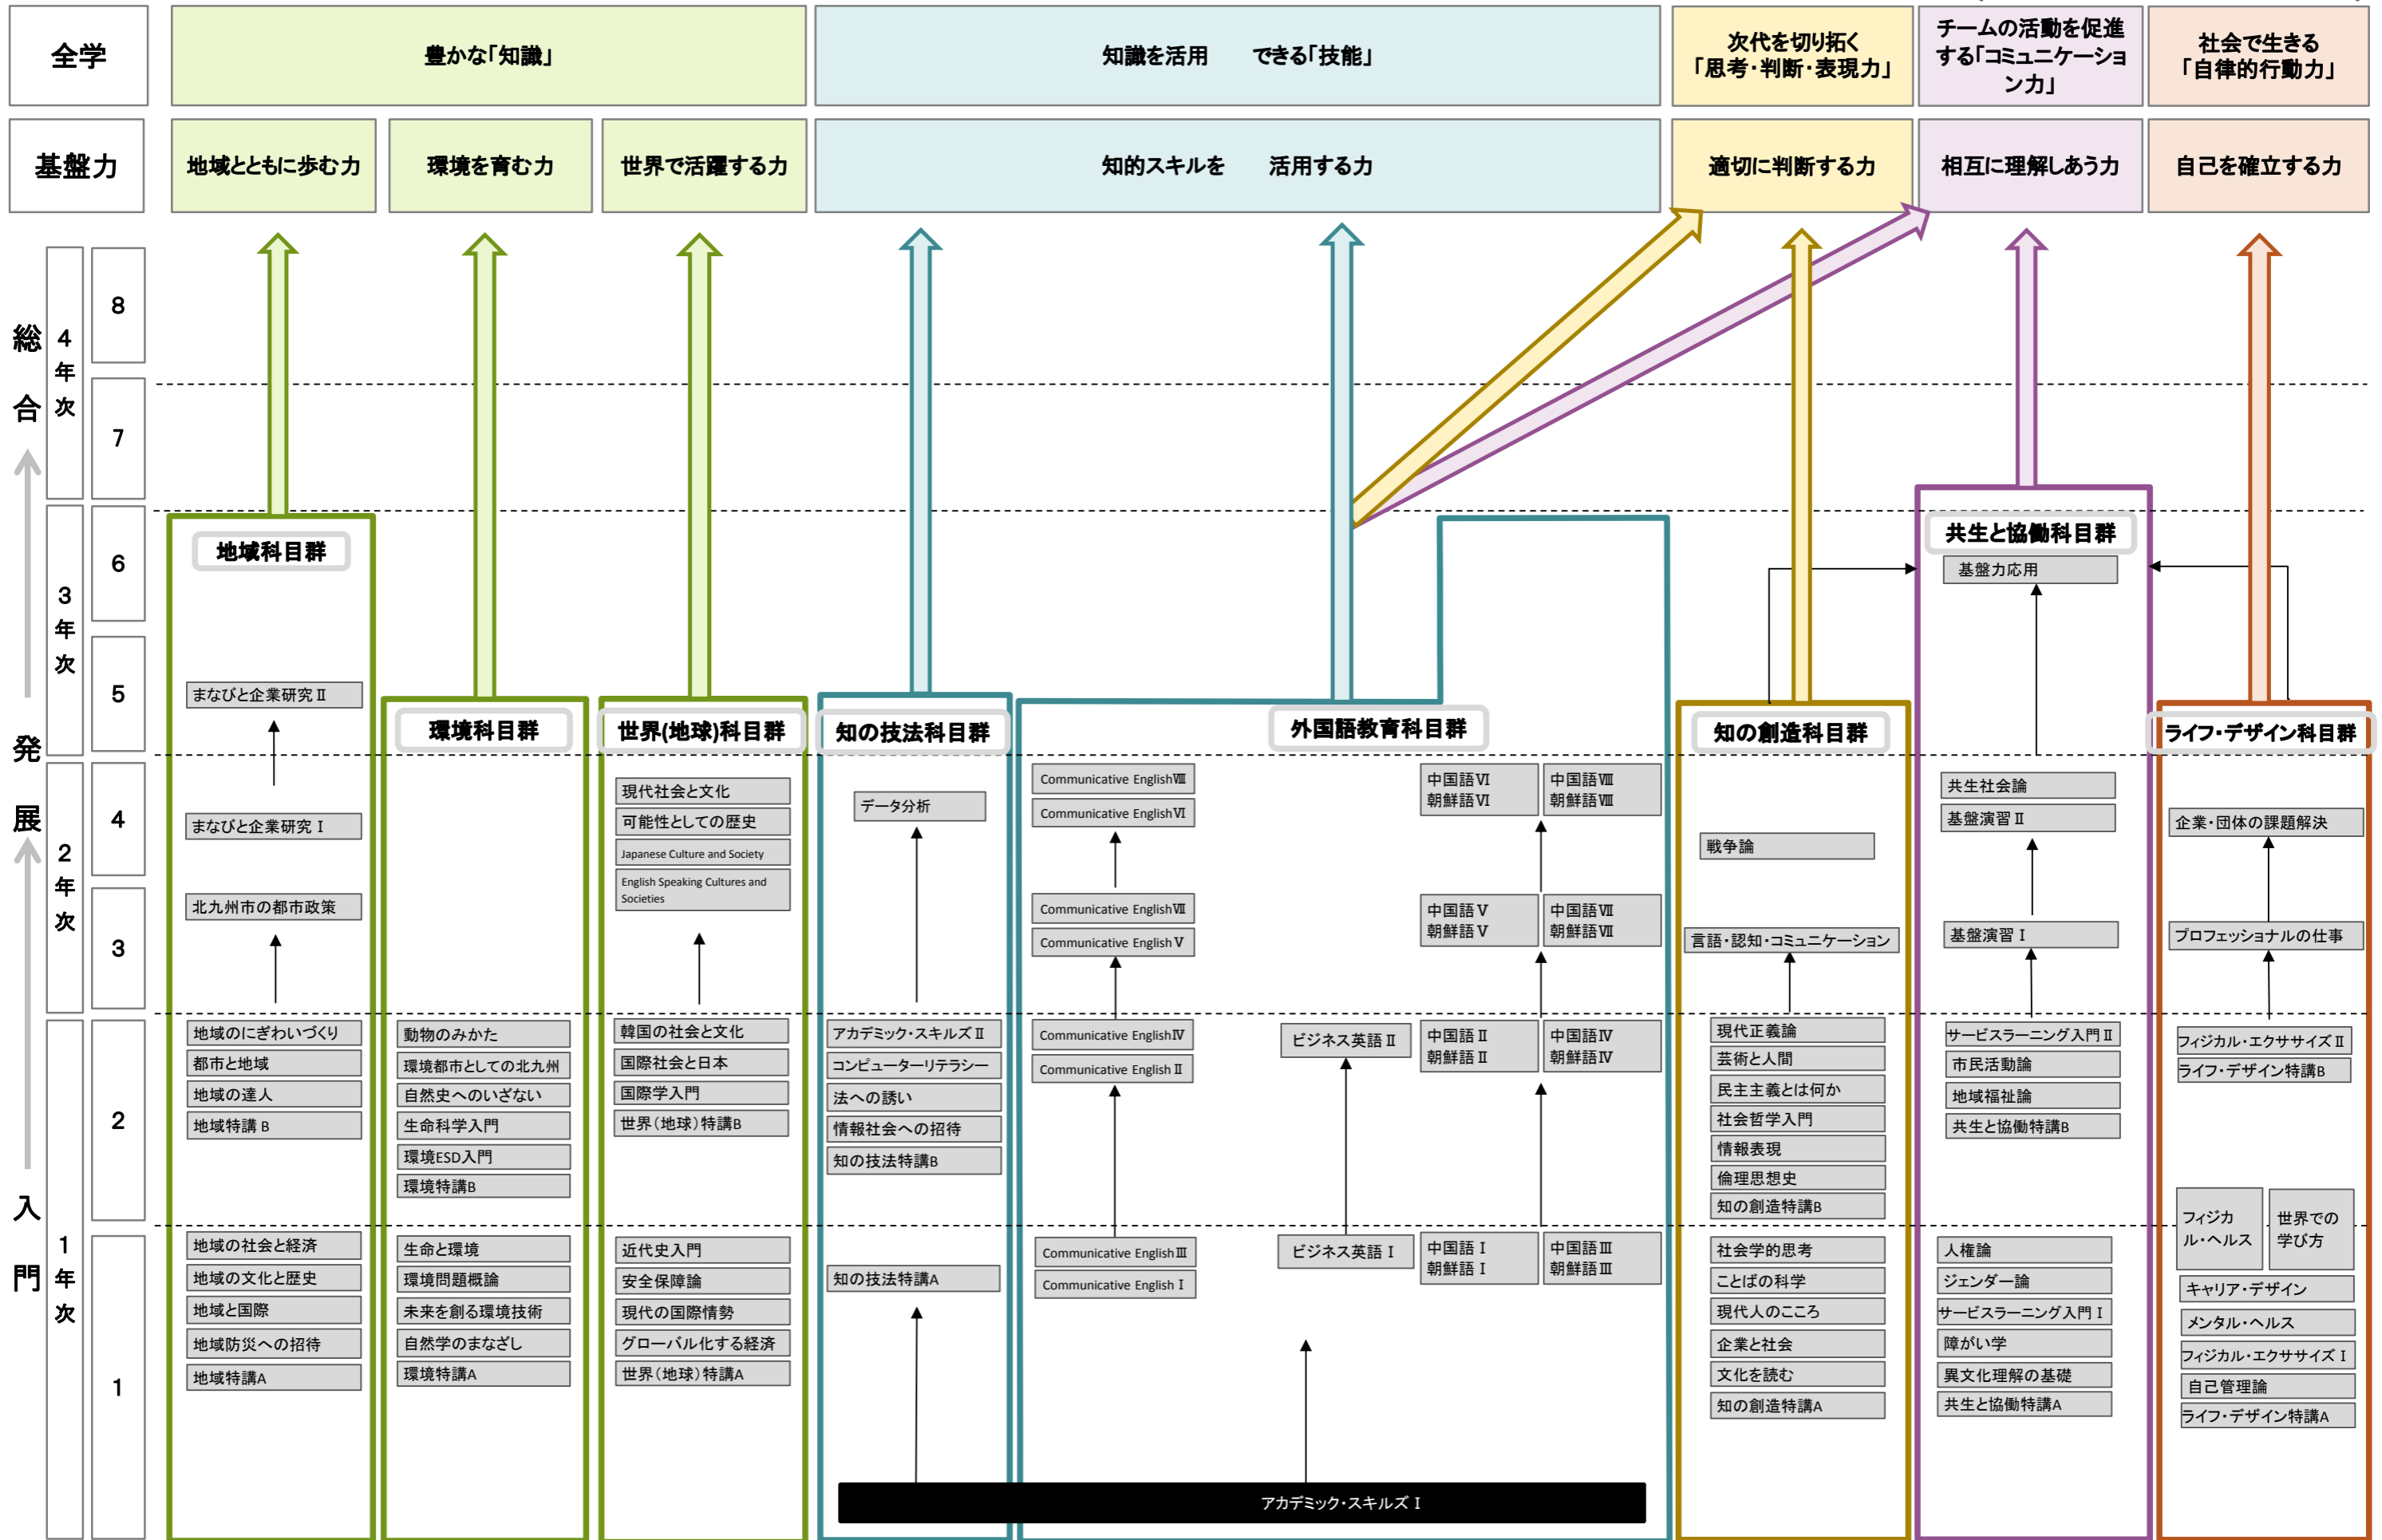 全学
豊かな「知識」
知識を活用 できる「技能」
次代を切り拓く
「思考・判断・表現力」
チームの活動を促進
する「コミュニケーショ
ン力」
社会で生きる
「自律的行動力」
基盤力
地域とともに歩む力
環境を育む力
世界で活躍する力
知的スキルを 活用する力
適切に判断する力
相互に理解しあう力
自己を確立する力
総合
発展
入門
4年次
8
7
3年次
6
5
2年次
4
3
1年次
2
1
地域科目群
まなびと企業研究Ⅱ
まなびと企業研究Ⅰ
北九州市の都市政策
地域のにぎわいづくり
都市と地域
地域の達人
地域特講B
地域の社会と経済
地域の文化と歴史
地域と国際
地域防災への招待
地域特講A
環境科目群
動物のみかた
環境都市としての北九州
自然史へのいざない
生命科学入門
環境ESD入門
環境特講B
生命と環境
環境問題概論
未来を創る環境技術
自然学のまなざし
環境特講A
世界(地球)科目群
現代社会と文化
可能性としての歴史
Japanese Culture and Society
English Speaking Cultures and
Societies
韓国の社会と文化
国際社会と日本
国際学入門
世界（地球）特講B
近代史入門
安全保障論
現代の国際情勢
グローバル化する経済
世界（地球）特講A
知の技法科目群
データ分析
アカデミック・スキルズⅡ
コンピューターリテラシー
法への誘い
情報社会への招待
知の技法特講B
知の技法特講A
外国語教育科目群
Communicative EnglishⅧ
Communicative EnglishⅥ
Communicative EnglishⅦ
Communicative EnglishⅤ
Communicative EnglishⅣ
Communicative EnglishⅡ
Communicative EnglishⅢ
Communicative EnglishⅠ
ビジネス英語Ⅱ
ビジネス英語Ⅰ
中国語Ⅵ
朝鮮語Ⅵ
中国語Ⅷ
朝鮮語Ⅷ
中国語Ⅴ
朝鮮語Ⅴ
中国語Ⅶ
朝鮮語Ⅶ
中国語Ⅱ
朝鮮語Ⅱ
中国語Ⅳ
朝鮮語Ⅳ
中国語Ⅰ
朝鮮語Ⅰ
中国語Ⅲ
朝鮮語Ⅲ
アカデミック・スキルズⅠ
知の創造科目群
戦争論
言語・認知・コミュニケーション
現代正義論
芸術と人間
民主主義とは何か
社会哲学入門
情報表現
倫理思想史
知の創造特講B
社会学的思考
ことばの科学
現代人のこころ
企業と社会
文化を読む
知の創造特講A
共生と協働科目群
基盤力応用
共生社会論
基盤演習Ⅱ
基盤演習Ⅰ
サービスラーニング入門Ⅱ
市民活動論
地域福祉論
共生と協働特講B
人権論
ジェンダー論
サービスラーニング入門Ⅰ
障がい学
異文化理解の基礎
共生と協働特講A
ライフ・デザイン科目群
企業・団体の課題解決
プロフェッショナルの仕事
フィジカル・エクササイズⅡ
ライフ・デザイン特講B
フィジカ
ル・ヘルス
世界での
学び方
キャリア・デザイン
メンタル・ヘルス
フィジカル・エクササイズⅠ
自己管理論
ライフ・デザイン特講A